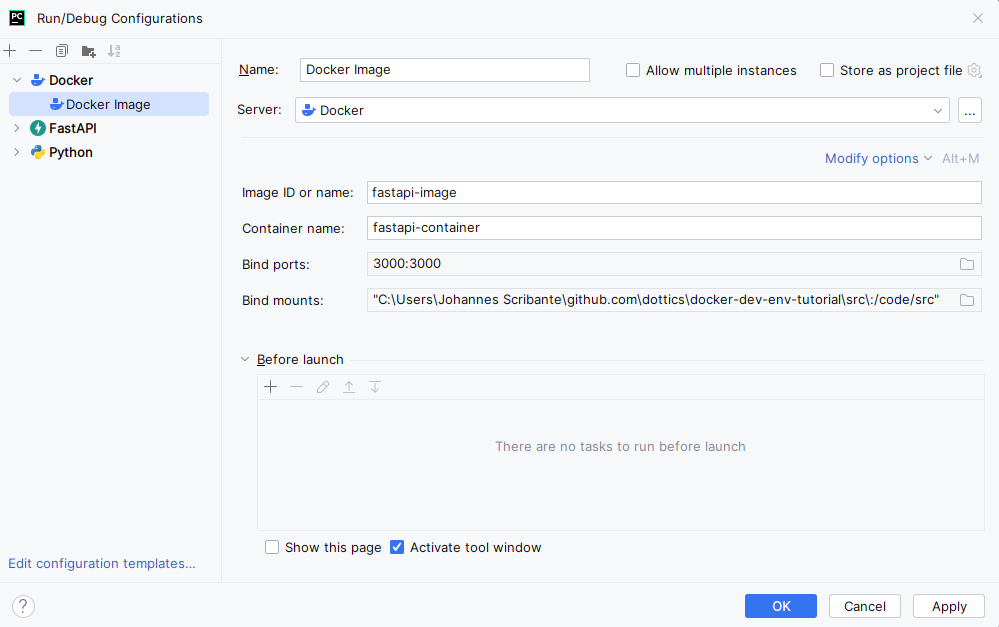 PC
Run/Debug Configurations
Docker
Docker Image
FastAPI
Python
Edit configuration templates...
?
Name:
Docker Image
Allow multiple instances
Store as project file
Server:
Docker
...
Modify options
Alt+M
Image ID or name:
fastapi-image
Container name:
fastapi-container
Bind ports:
3000:3000
Bind mounts:
"C:\Users\Johannes Scribante\github.com\dottics\docker-dev-env-tutorial\src\:/code/src"
Before launch
There are no tasks to run before launch
Show this page
Activate tool window
OK
Cancel
Apply